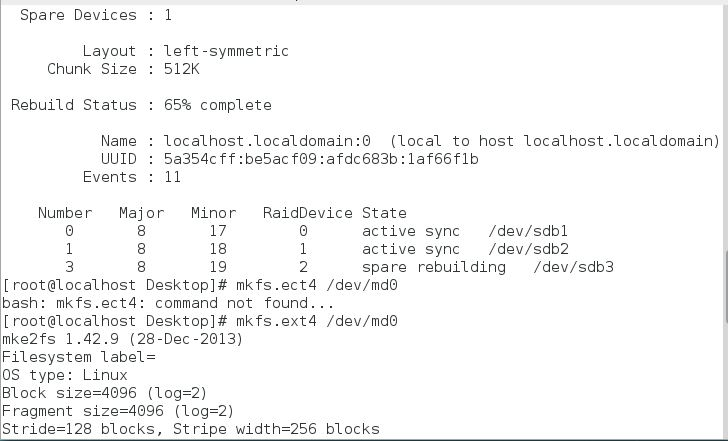 Spare Devices : 1
Layout : left-symmetric
Chunk Size : 512K
Rebuild Status : 65% complete
Name : localhost.localdomain:0  (local to host localhost.localdomain)
UUID : 5a354cff:be5acf09:afdc683b:1af66f1b
Events : 11
Number   Major   Minor   RaidDevice State
0       8       17        0      active sync   /dev/sdb1
1       8       18        1      active sync   /dev/sdb2
3       8       19        2      spare rebuilding   /dev/sdb3
[root@localhost Desktop]# mkfs.ect4 /dev/md0
bash: mkfs.ect4: command not found...
[root@localhost Desktop]# mkfs.ext4 /dev/md0
mke2fs 1.42.9 (28-Dec-2013)
Filesystem label=
OS type: Linux
Block size=4096 (log=2)
Fragment size=4096 (log=2)
Stride=128 blocks, Stripe width=256 blocks